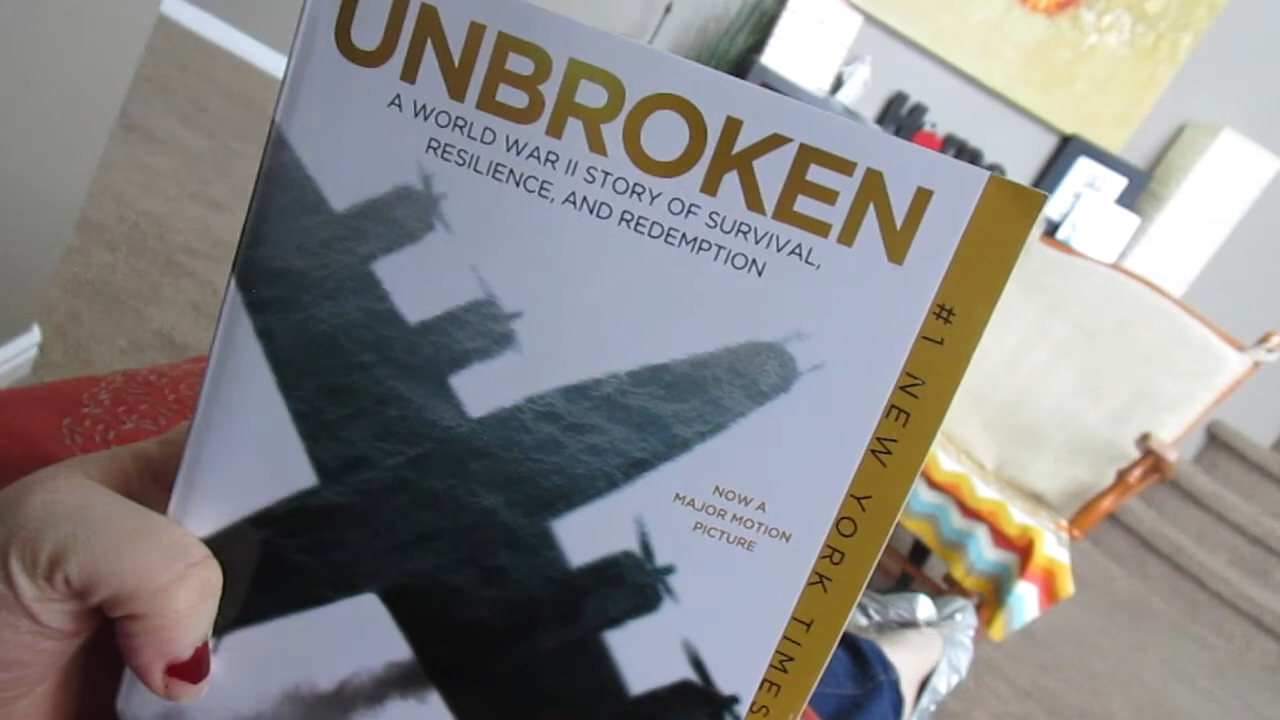 UNBROKEN
A WORLD WAR II STORY OF SURVIVAL,
RESILIENCE, AND REDEMPTION
NOW A
MAJOR MOTION
PICTURE
#1 NEW YORK TIMES